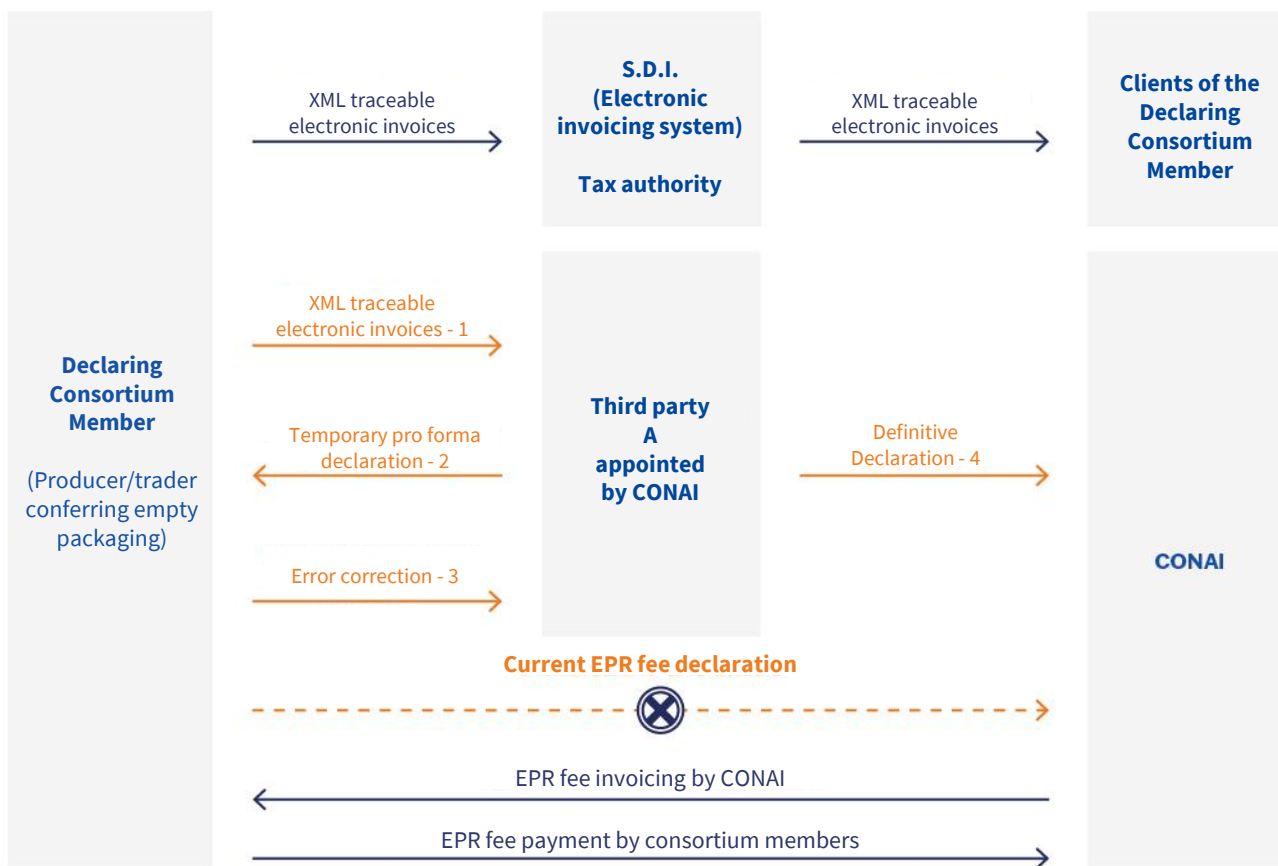 XML traceable
electronic invoices
S.D.I.
(Electronic
invoicing system)
Tax authority
XML traceable
electronic invoices
Clients of the
Declaring
Consortium
Member
Declaring
Consortium
Member
(Producer/trader
conferring empty
packaging)
XML traceable
electronic invoices - 1
Temporary pro forma
declaration - 2
Error correction - 3
Third party
A
appointed
by CONAI
Definitive
Declaration - 4
CONAI
Current EPR fee declaration
EPR fee invoicing by CONAI
EPR fee payment by consortium members